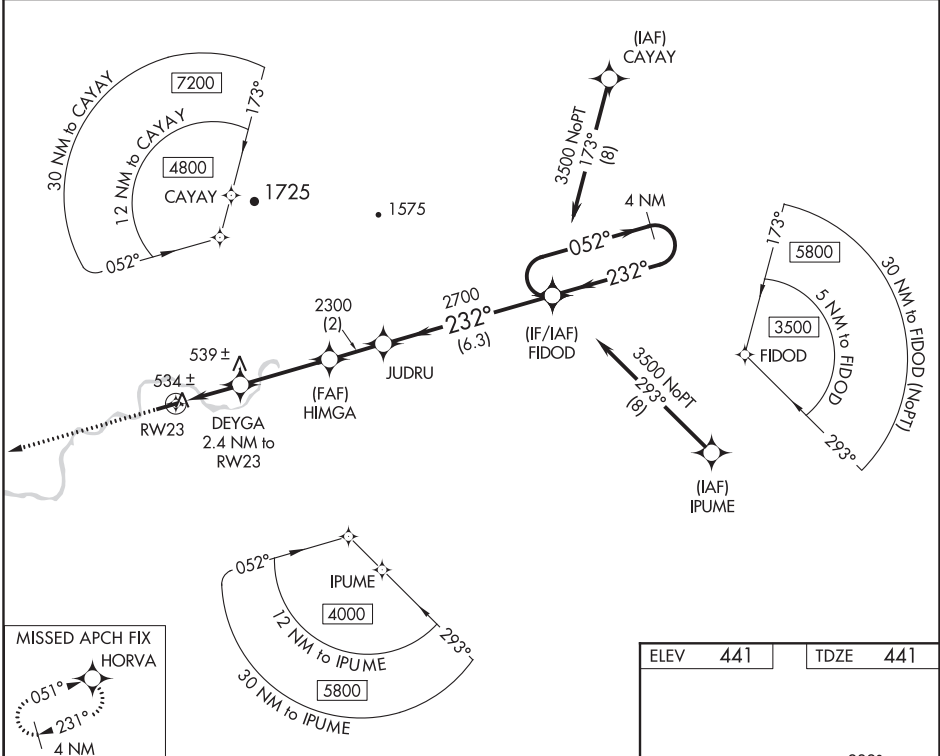 (IAF)
CAYAY
30 NM to CAYAY
7200
173°
12 NM to CAYAY
4800
CAYAY
1725
052°
1575
3500 NoPT
173°
(8)
4 NM
052°
232°
(IF/IAF)
FIDOD
2700
232°
(6.3)
2300
(2)
JUDRU
(FAF)
HIMGA
539 ±
534 ±
DEYGA
2.4 NM to
RW23
RW23
3500 NoPT
293°
(8)
(IAF)
IPUME
173°
5800
30 NM to FIDOD (NoPT)
5 NM to FIDOD
3500
FIDOD
293°
052°
IPUME
4000
12 NM to IPUME
293°
5800
30 NM to IPUME
MISSED APCH FIX
HORVA
051°
231°
4 NM
ELEV 441
TDZE 441